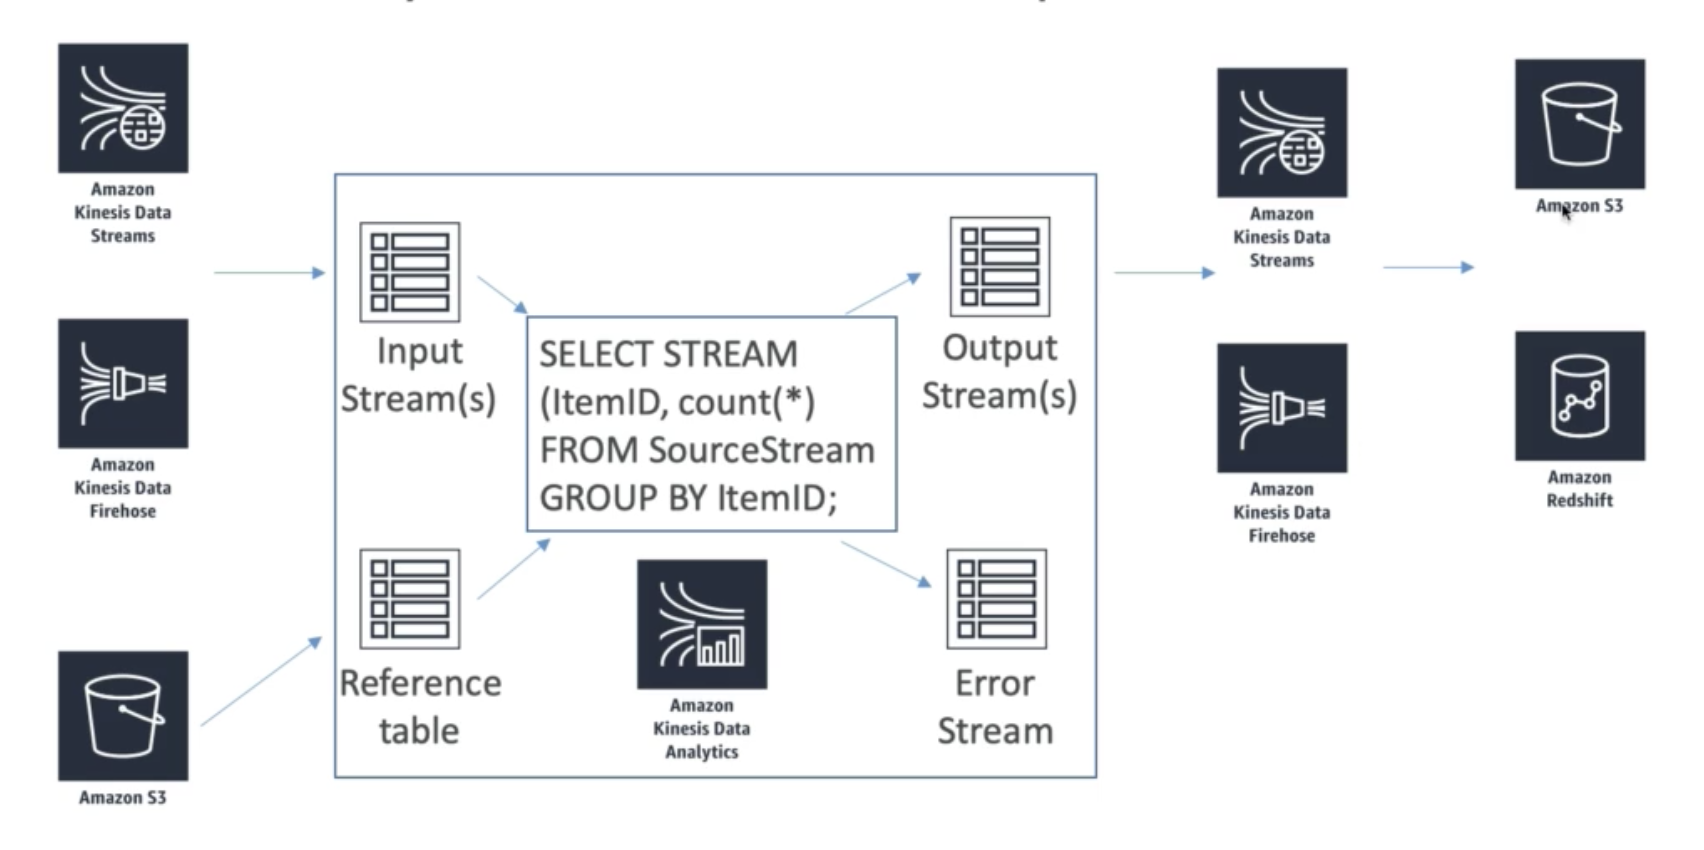 Amazon
Kinesis Data
Streams
Amazon
Kinesis Data
Firehose
Amazon S3
Input
Stream(s)
Reference
table
SELECT STREAM
(ItemID, count(*)
FROM SourceStream
GROUP BY ItemID;
Amazon
Kinesis Data
Analytics
Output
Stream(s)
Error
Stream
Amazon
Kinesis Data
Streams
Amazon
Kinesis Data
Firehose
Amazon S3
Amazon
Redshift